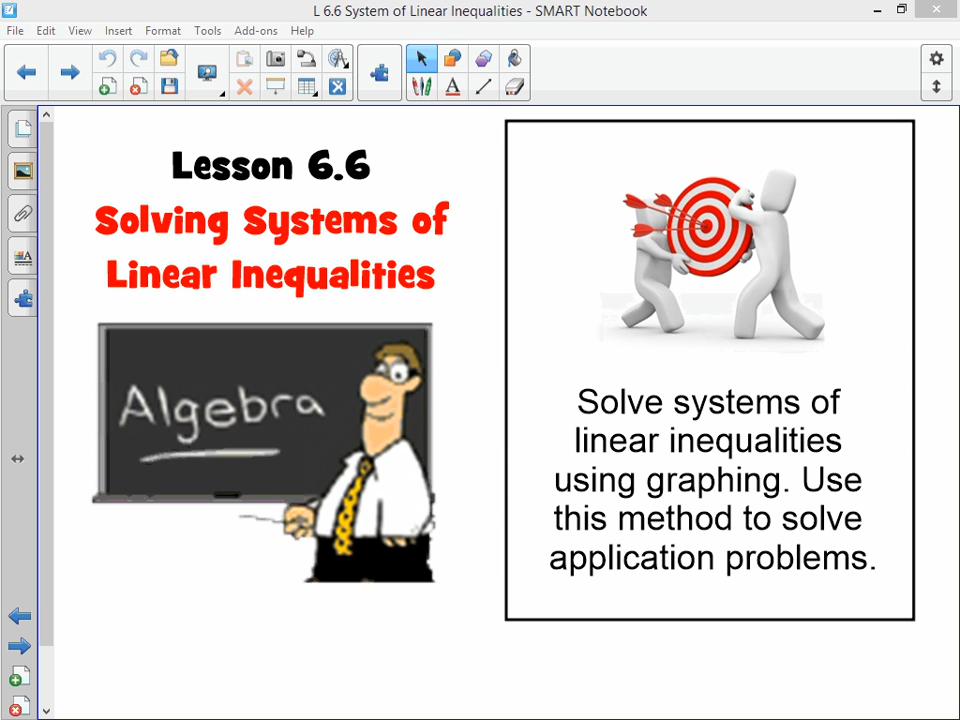 L 6.6 System of Linear Inequalities - SMART Notebook
File Edit View Insert Format Tools Add-ons Help
Lesson 6.6
Solving Systems of
Linear Inequalities
Algebra
Solve systems of
linear inequalities
using graphing. Use
this method to solve
application problems.